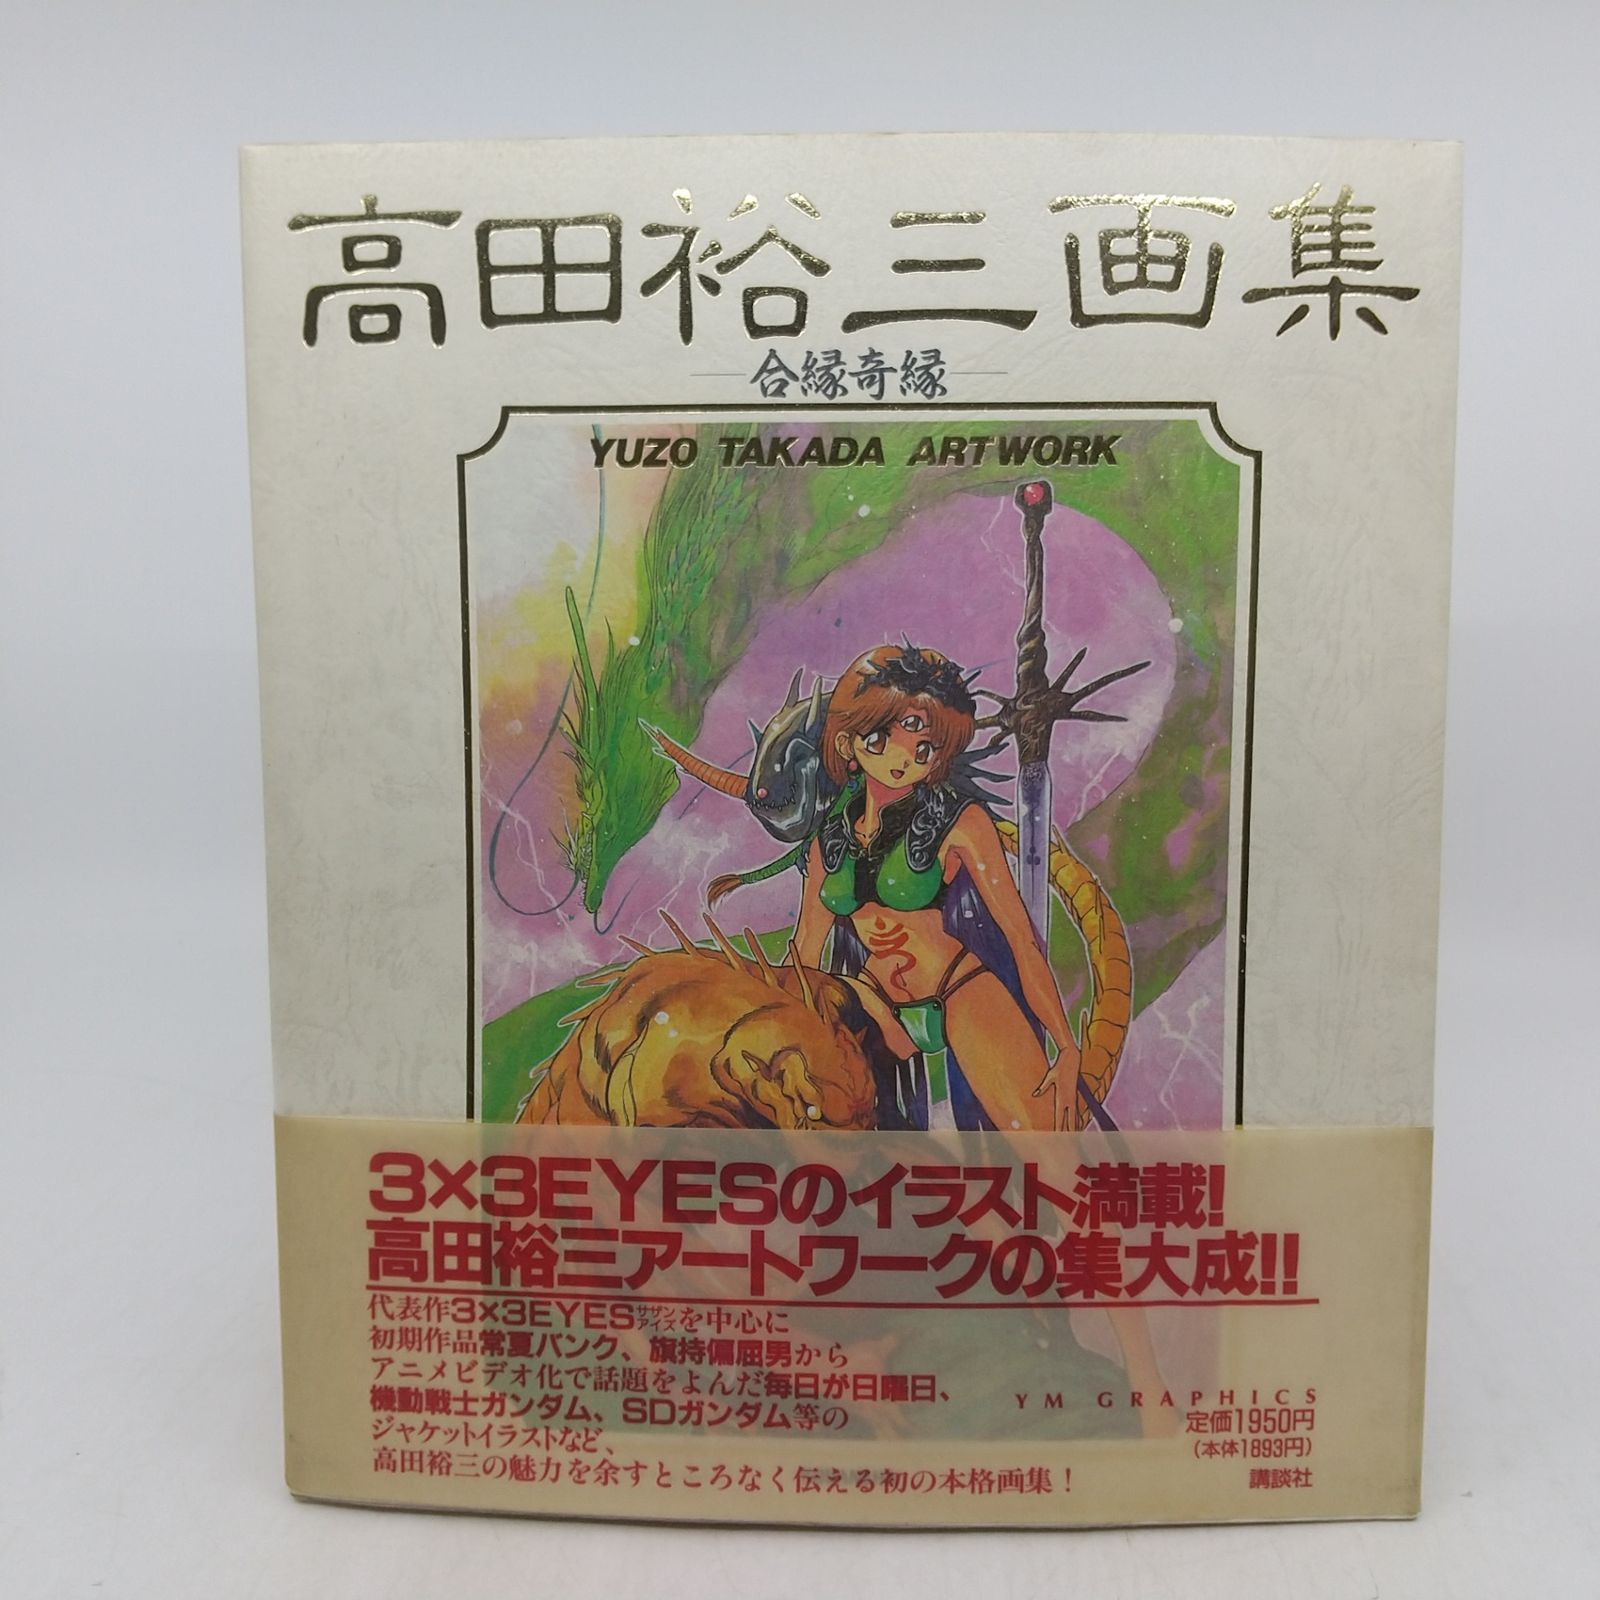 高田裕三画集
合縁奇縁
YUZO TAKADA ARTWORK
3×3EYESのイラスト満載!
高田裕三アートワークの集大成!!
代表作3×3EYESサザンアイズを中心に
初期作品常夏バンク、旗持偏屈男から
アニメビデオ化で話題をよんだ毎日が日曜日、
機動戦士ガンダム、SDガンダム等の
ジャケットイラストなど、
高田裕三の魅力を余すところなく伝える初の本格画集!
YM GRAPHICS
定価1950円
(本体1893円)
講談社